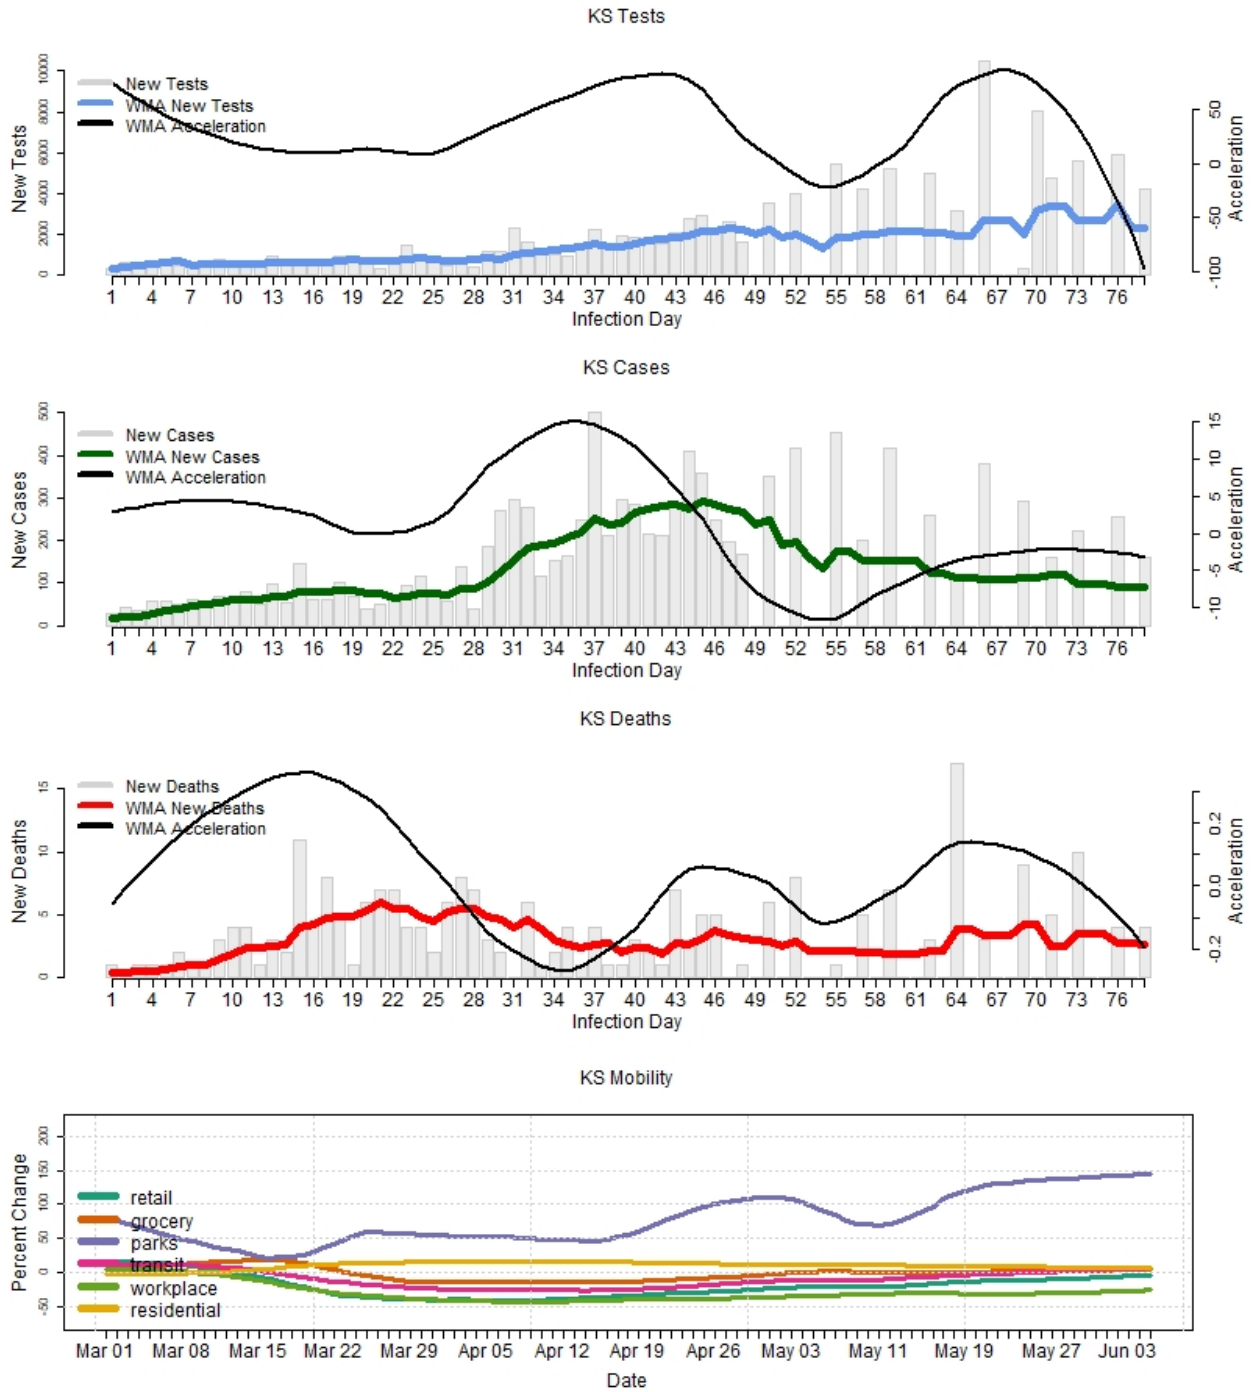 KS Tests
New Tests
WMA New Tests
WMA Acceleration
New Tests
0 2000 4000 6000 8000 10000
Acceleration
-100 -50 0 50
1 4 7 10 13 16 19 22 25 28 31 34 37 40 43 46 49 52 55 58 61 64 67 70 73 76
Infection Day
KS Cases
New Cases
WMA New Cases
WMA Acceleration
New Cases
0 100 200 300 400 500
Acceleration
-10 -5 0 5 10 15
1 4 7 10 13 16 19 22 25 28 31 34 37 40 43 46 49 52 55 58 61 64 67 70 73 76
Infection Day
KS Deaths
New Deaths
WMA New Deaths
WMA Acceleration
New Deaths
0 5 10 15
Acceleration
-0.2 0.0 0.2
1 4 7 10 13 16 19 22 25 28 31 34 37 40 43 46 49 52 55 58 61 64 67 70 73 76
Infection Day
KS Mobility
retail
grocery
parks
transit
workplace
residential
Percent Change
-50 0 50 100 150 200
Mar 01 Mar 08 Mar 15 Mar 22 Mar 29 Apr 05 Apr 12 Apr 19 Apr 26 May 03 May 11 May 19 May 27 Jun 03
Date